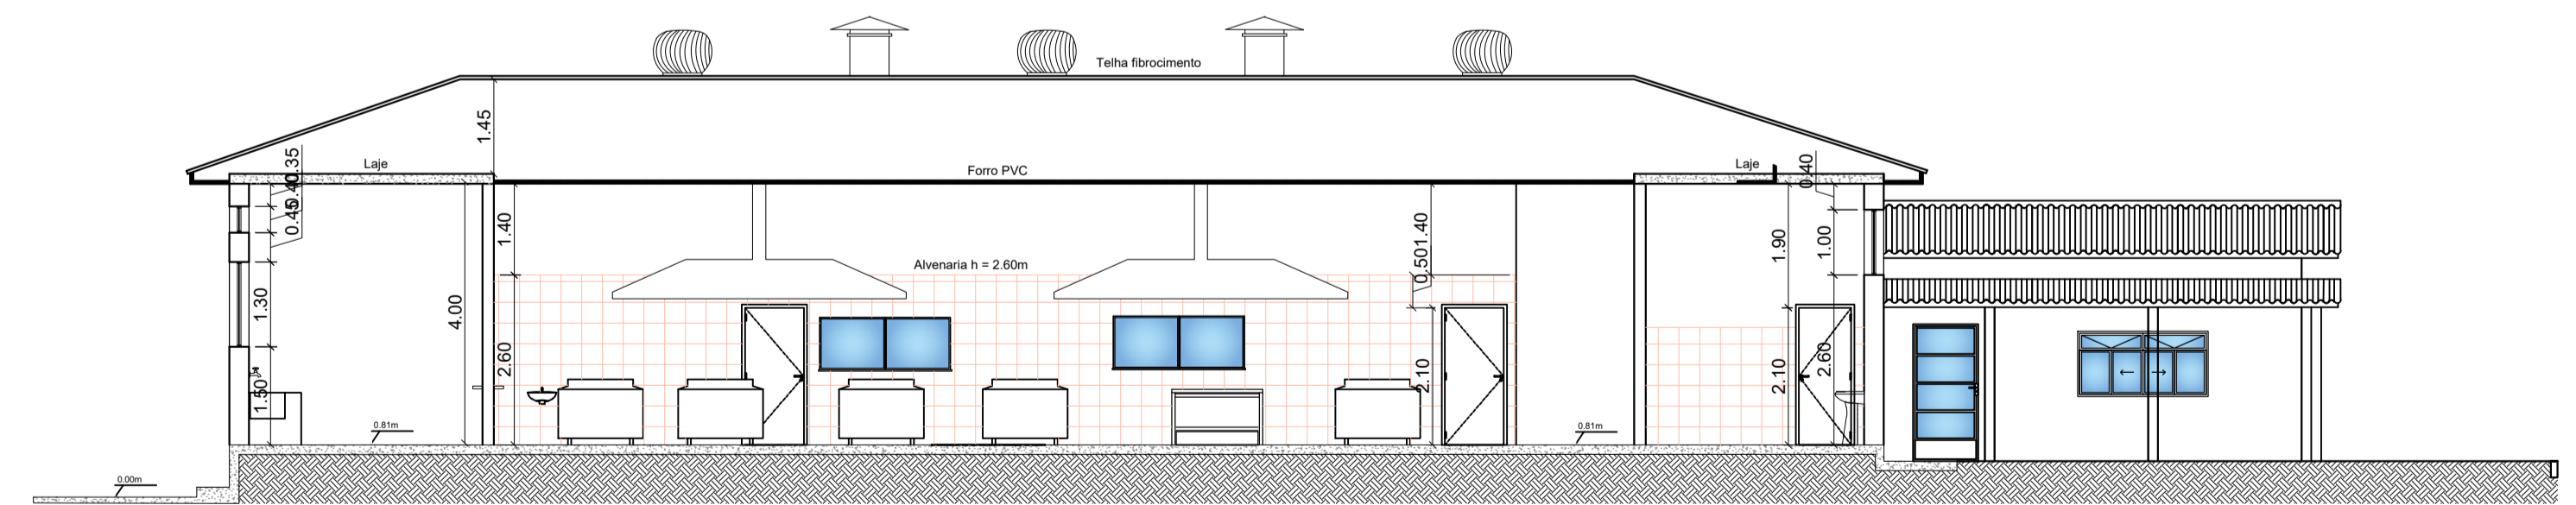 Telha fibrocimento
1.45
Laje
Forro PVC
Laje
0.35
0.40
0.45
0.40
1.40
1.40
0.50
1.90
1.00
Alvenaria h = 2.60m
1.30
4.00
2.60
2.10
2.10
2.60
1.50
0.81m
0.81m
0.00m